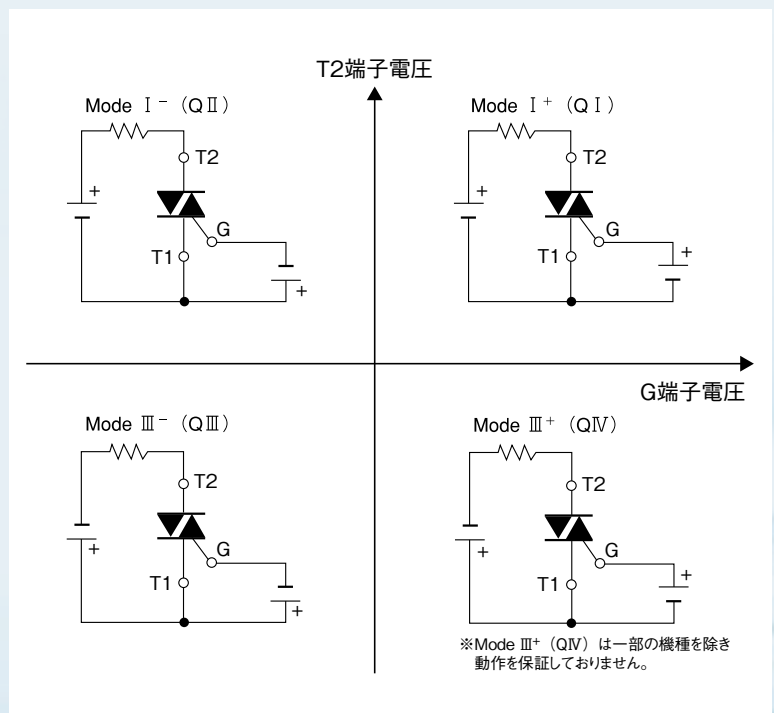 T2端子電圧
Mode Ⅰ⁻（QⅡ）
T2
+
G
T1
+
Mode Ⅰ⁺（QⅠ）
T2
+
G
T1
+
G端子電圧
Mode Ⅲ⁻（QⅢ）
T2
+
G
T1
+
Mode Ⅲ⁺（QⅣ）
T2
+
G
T1
+
※Mode Ⅲ⁺（QⅣ）は一部の機種を除き
動作を保証しておりません。